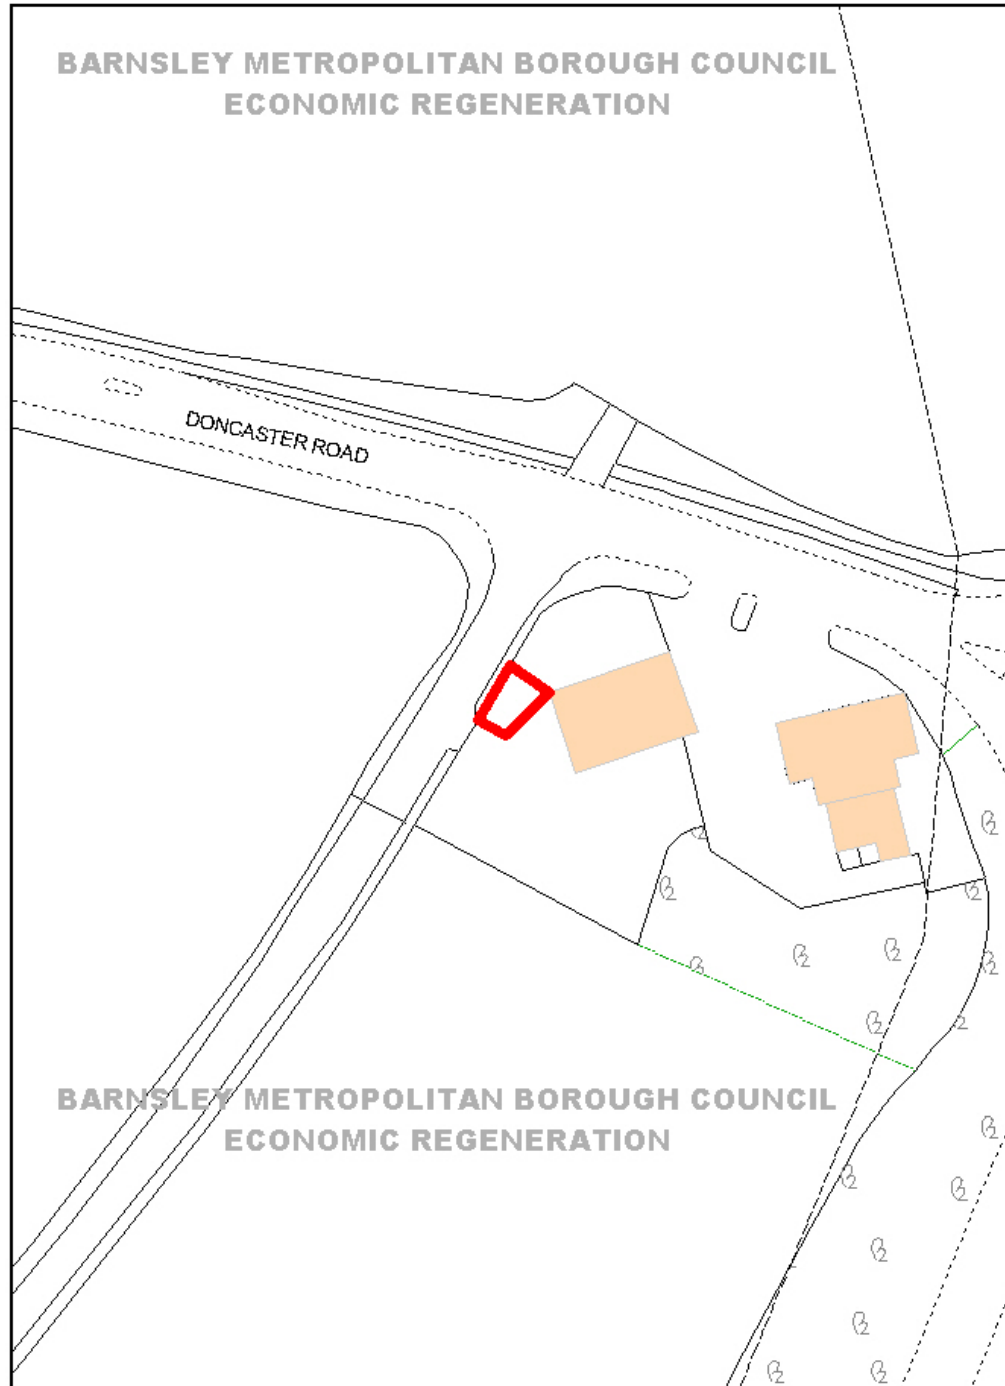 BARNSLEY METROPOLITAN BOROUGH COUNCIL
ECONOMIC REGENERATION
DONCASTER ROAD
BARNSLEY METROPOLITAN BOROUGH COUNCIL
ECONOMIC REGENERATION